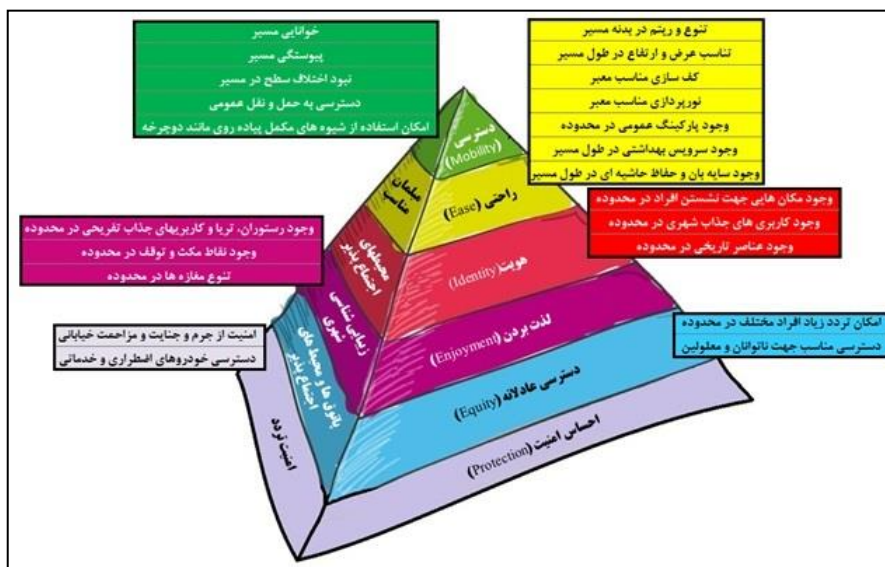 خوانایی مسیر
پیوستگی مسیر
نبود اختلاف سطح در مسیر
دسترسی به حمل و نقل عمومی
امکان استفاده از شیوه های مکمل پیاده روی مانند دوچرخه
تنوع و ریتم در بدنه مسیر
تناسب عرض و ارتفاع در طول مسیر
کف سازی مناسب معبر
نورپردازی مناسب معبر
وجود پارکینگ عمومی در محدوده
وجود سرویس بهداشتی در طول مسیر
وجود سایه بان و حفاظ حاشیه ای در طول مسیر
وجود مکان هایی جهت نشستن افراد در محدوده
وجود کاربری های جذاب شهری در محدوده
وجود عناصر تاریخی در محدوده
وجود رستوران، تریا و کاربریهای جذاب تفریحی در محدوده
وجود نقاط مکث و توقف در محدوده
تنوع مغازه ها در محدوده
امکان تردد زیاد افراد مختلف در محدوده
دسترسی مناسب جهت ناتوانان و معلولین
امنیت از جرم و جنایت و مزاحمت خیابانی
دسترسی خودروهای اضطراری و خدماتی
دسترسی
(Mobility)
راحتی (Ease)
مبلمان
مناسب
هویت (Identity)
محیطهای
اجتماع پذیر
لذت بردن (Enjoyment)
زیبایی شناسی
شهری
دسترسی عادلانه (Equity)
پاتوق ها و محیط های
اجتماع پذیر
احساس امنیت (Protection)
امنیت تردد